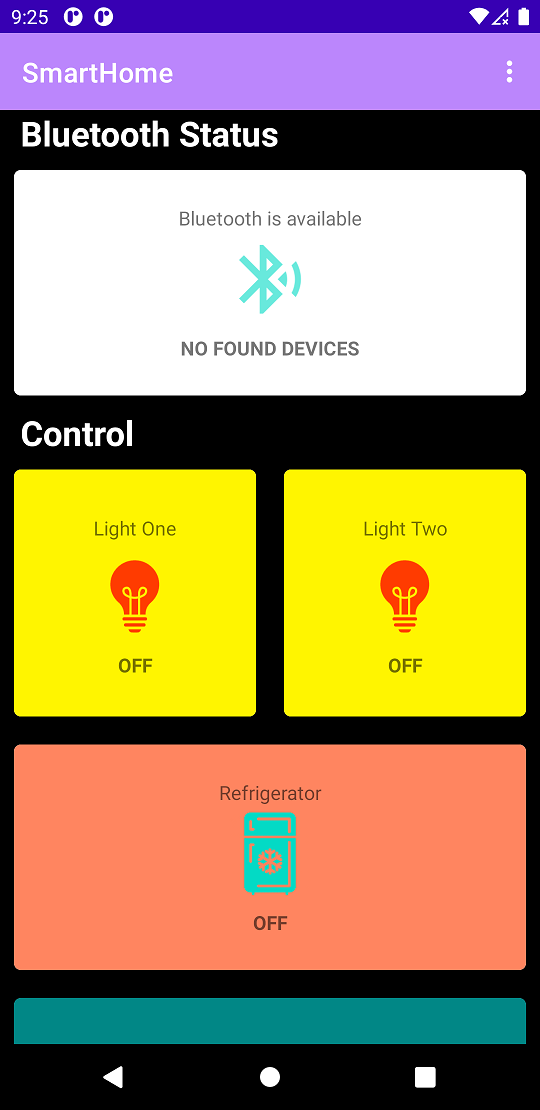 9:25
SmartHome
Bluetooth Status
Bluetooth is available
NO FOUND DEVICES
Control
Light One
Light Two
OFF
OFF
Refrigerator
OFF